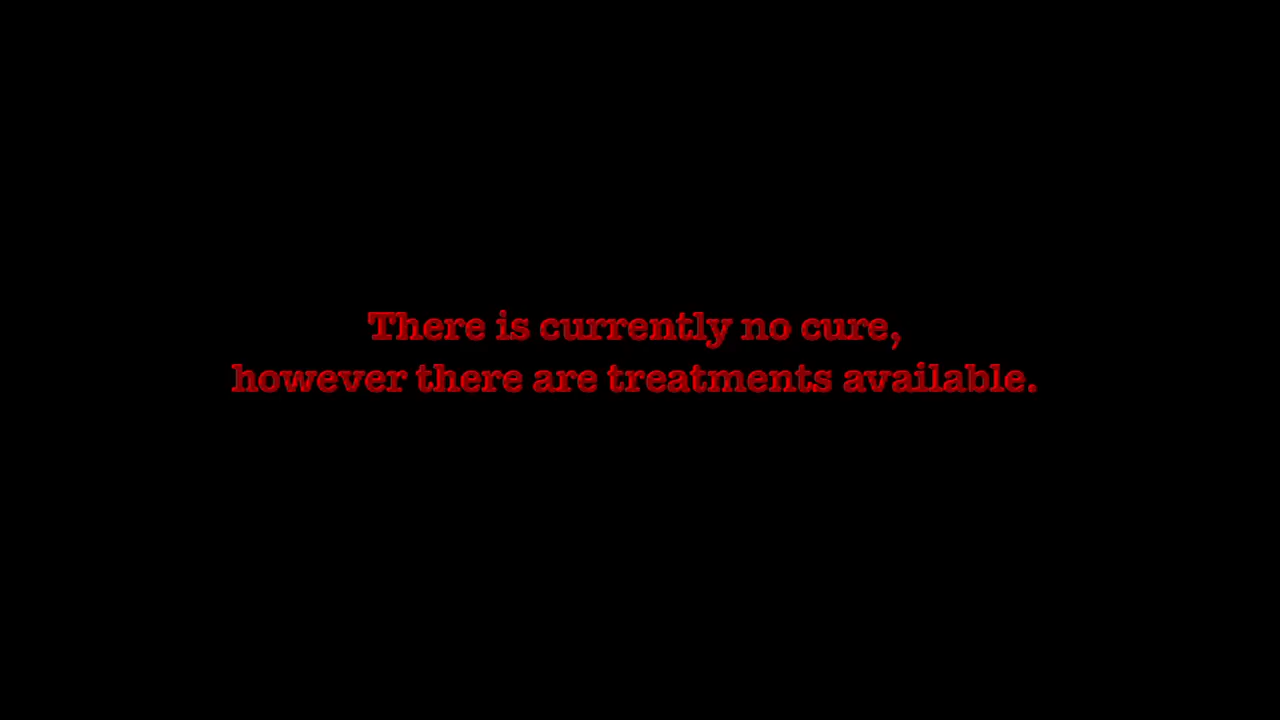 There is currently no cure,
however there are treatments available.